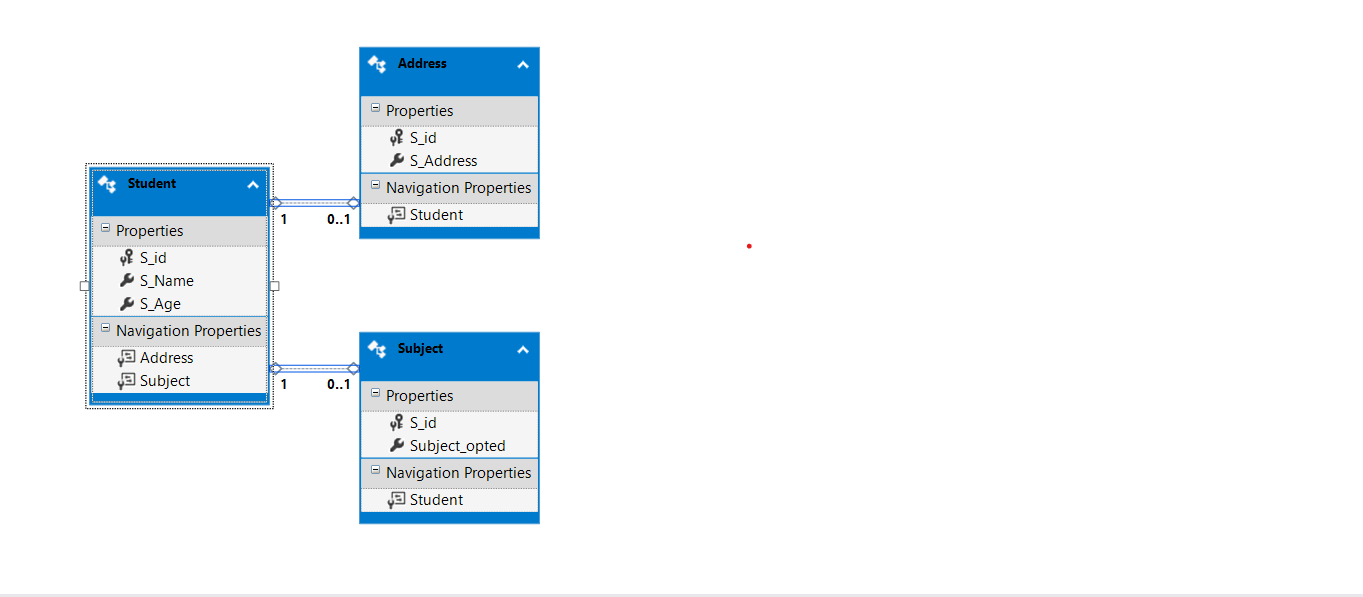 Address
Properties
S_id
S_Address
Navigation Properties
Student
Student
Properties
S_id
S_Name
S_Age
Navigation Properties
Address
Subject
1 0..1
1 0..1
Subject
Properties
S_id
Subject_opted
Navigation Properties
Student